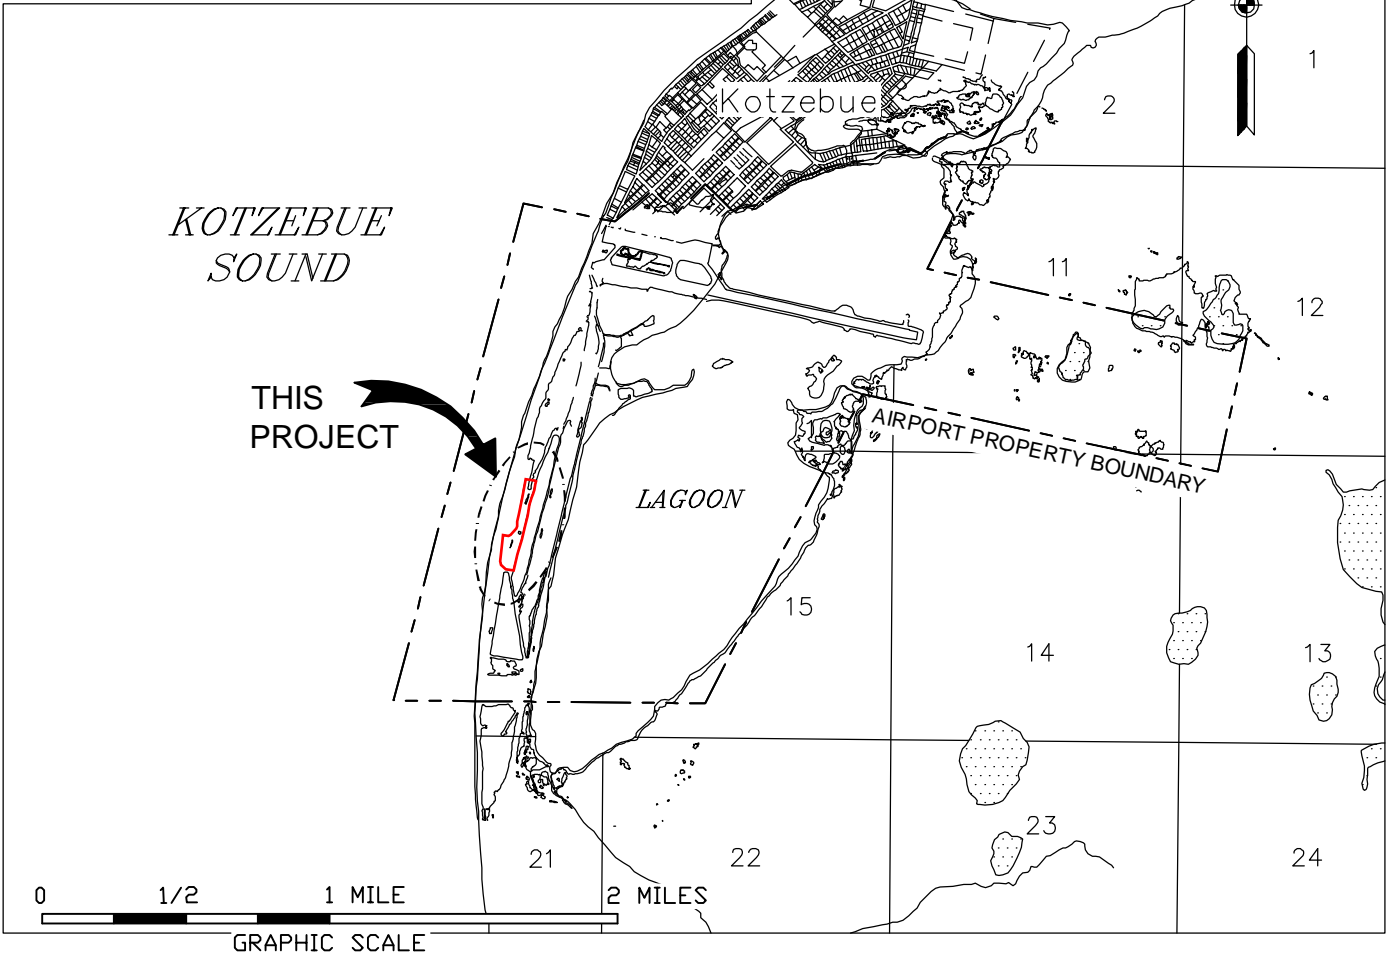 1
2
Kotzebue
KOTZEBUE
SOUND
11
12
THIS
PROJECT
AIRPORT PROPERTY BOUNDARY
LAGOON
15
14
13
23
21
22
24
0 1/2 1 MILE 2 MILES
GRAPHIC SCALE